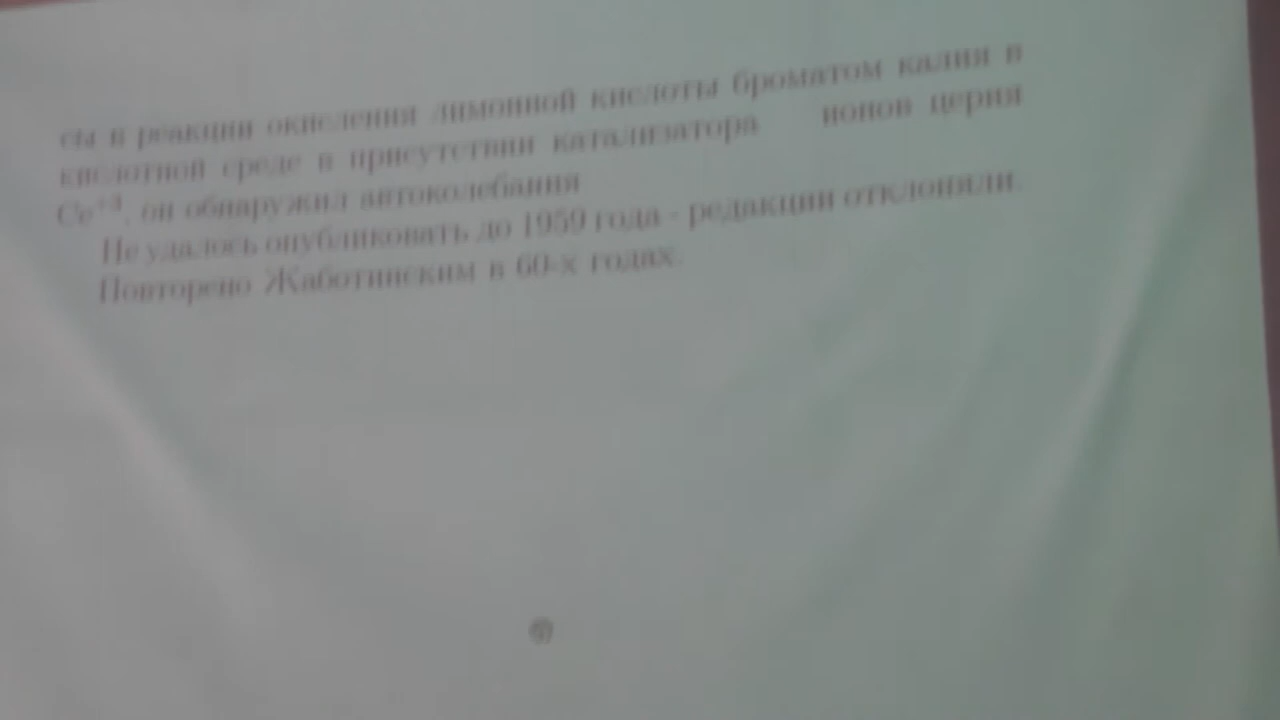 сы в реакции окисления лимонной кислоты броматом калия в
кислотной среде в присутствии катализатора ионов церия
Ce⁺³, он обнаружил автоколебания
Не удалось опубликовать до 1959 года - редакции отклоняли.
Повторено Жаботинским в 60-х годах.